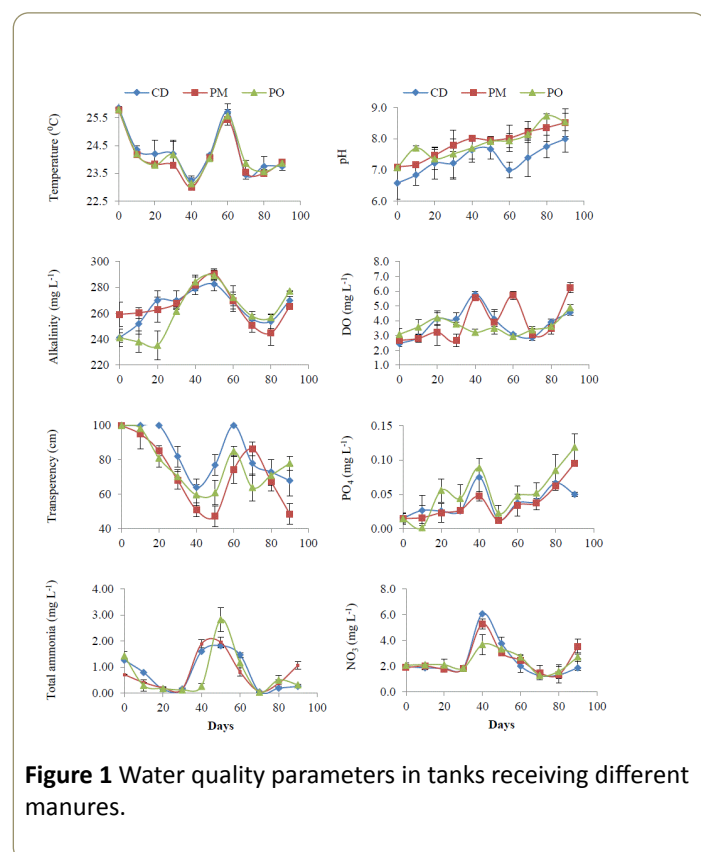 CD PM PO
CD PM PO
Temperature (⁰C)
25.5
24.5
23.5
22.5
0 20 40 60 80 100
pH
9.0
8.0
7.0
6.0
0 20 40 60 80 100
Alkalinity (mg L⁻¹)
300
280
260
240
220
0 20 40 60 80 100
DO (mg L⁻¹)
8.0
7.0
6.0
5.0
4.0
3.0
2.0
1.0
0 20 40 60 80 100
Transperency (cm)
100
80
60
40
0 20 40 60 80 100
PO₄ (mg L⁻¹)
0.15
0.10
0.05
0.00
0 20 40 60 80 100
Total ammonia (mg L⁻¹)
4.00
3.00
2.00
1.00
0.00
0 20 40 60 80 100
Days
NO₃ (mg L⁻¹)
8.0
6.0
4.0
2.0
0.0
0 20 40 60 80 100
Days
Figure 1 Water quality parameters in tanks receiving different
manures.